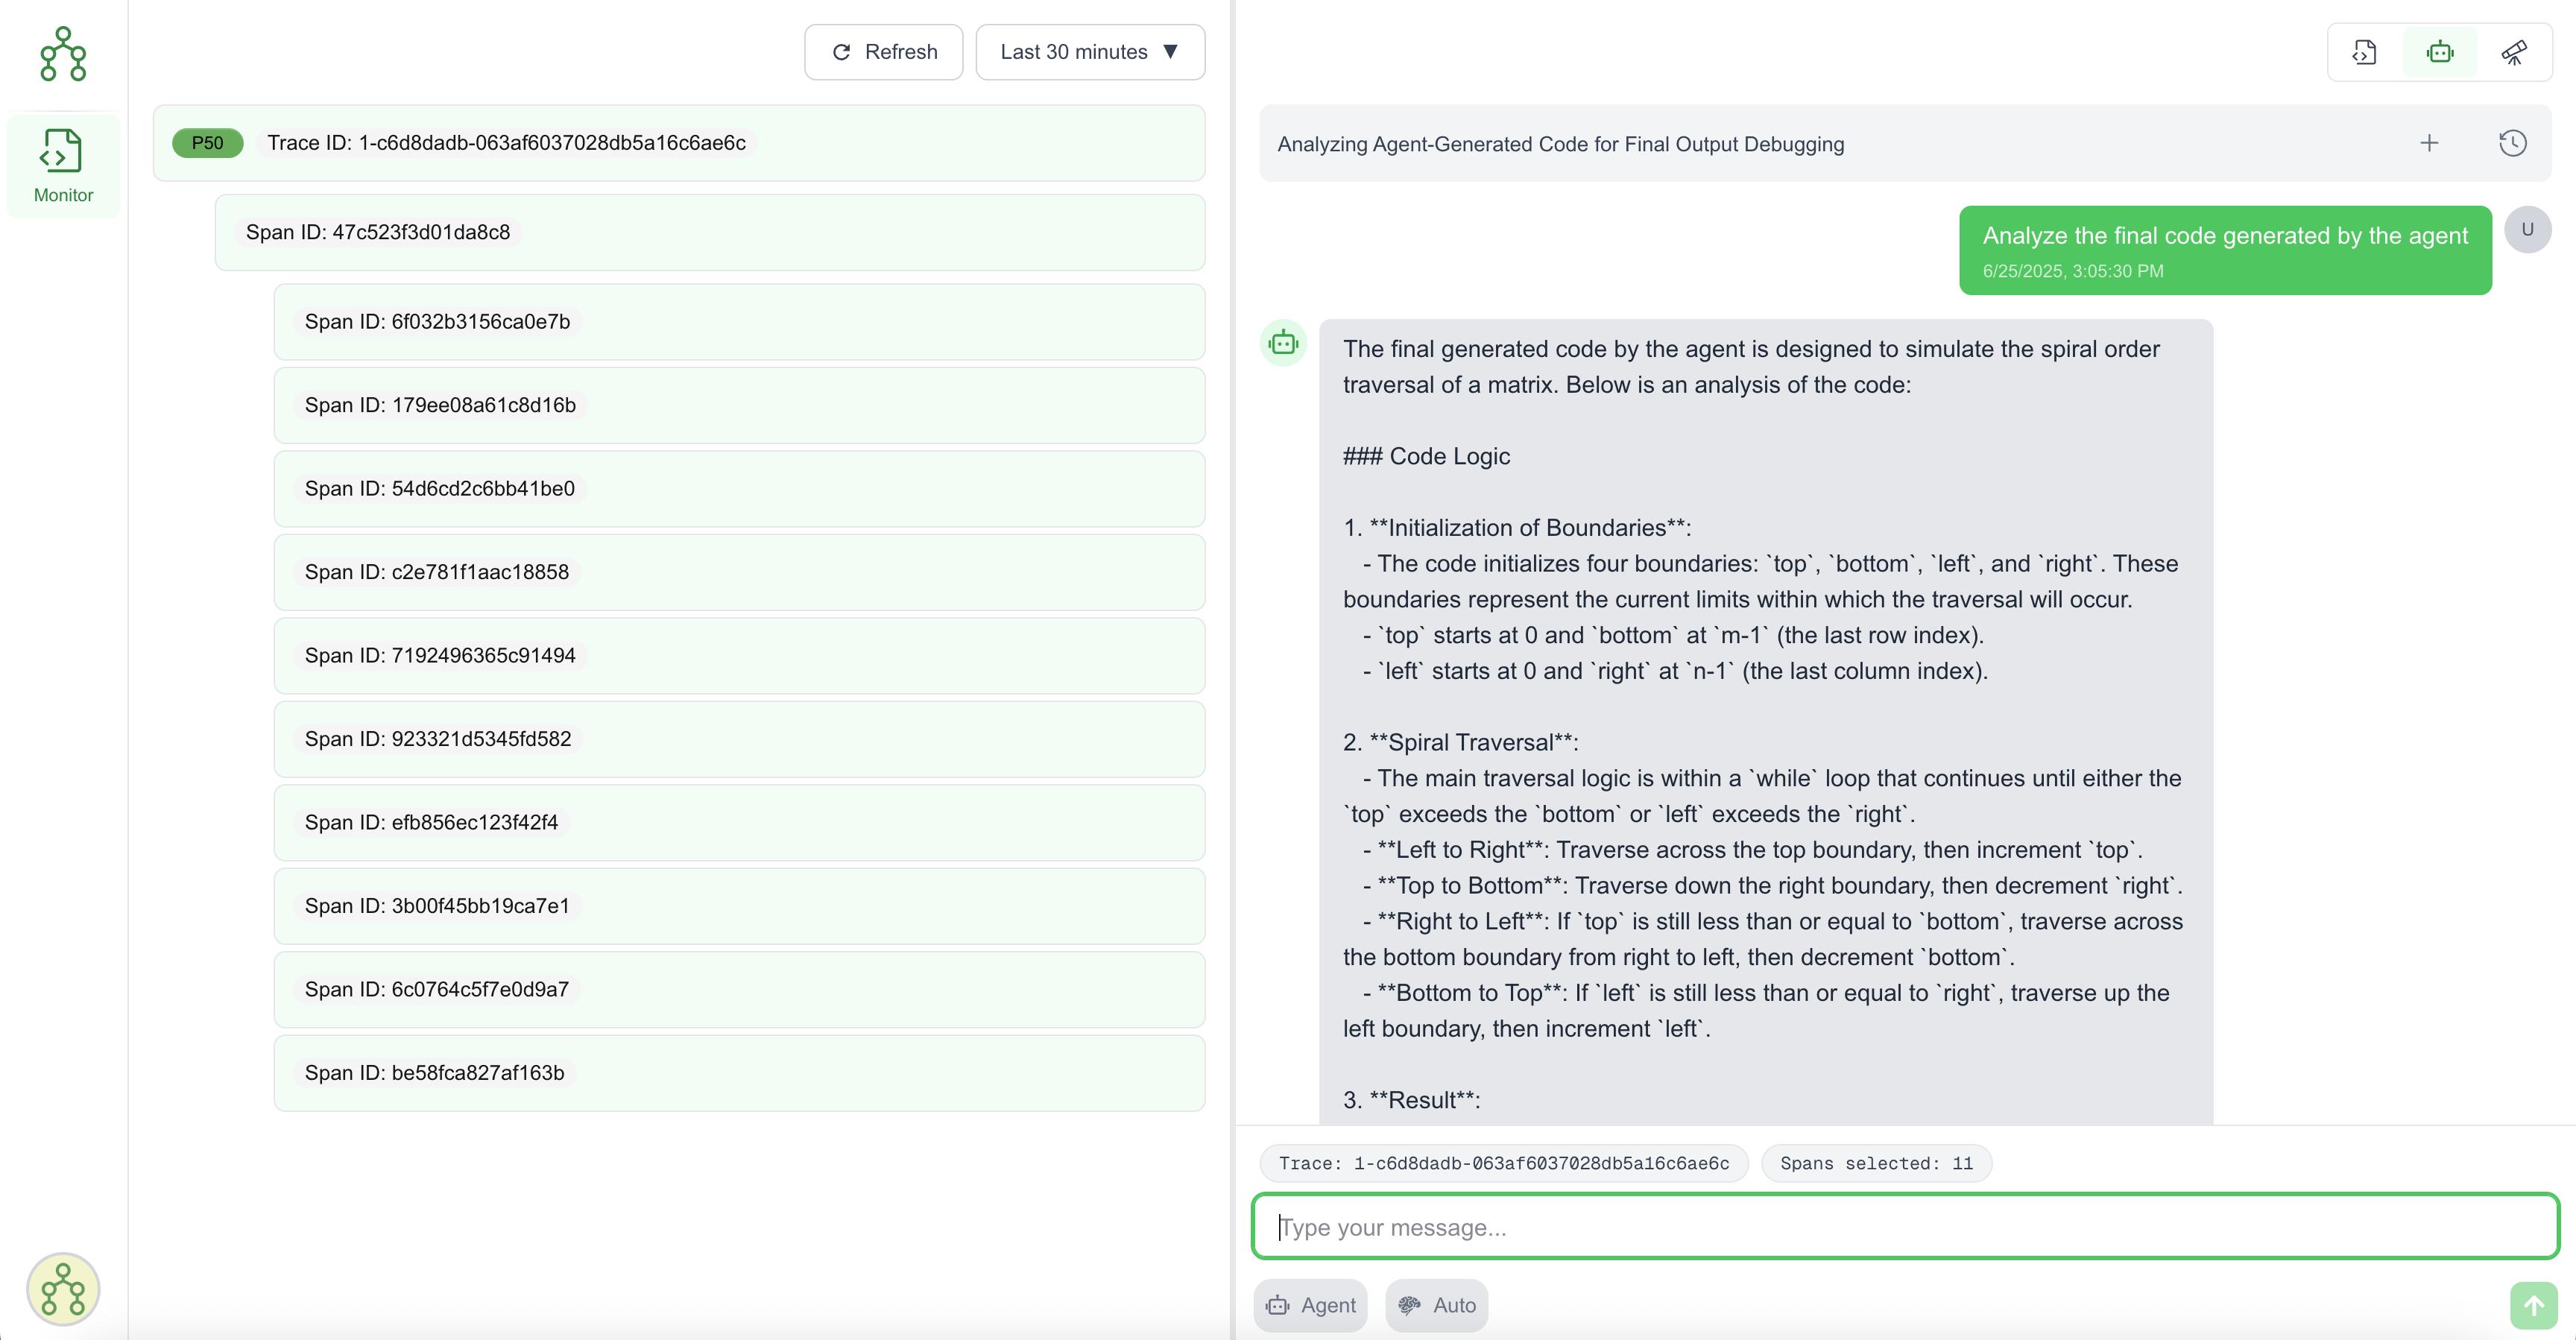 Monitor
Refresh
Last 30 minutes ▼
P50 Trace ID: 1-c6d8dadb-063af6037028db5a16c6ae6c
Span ID: 47c523f3d01da8c8
Span ID: 6f032b3156ca0e7b
Span ID: 179ee08a61c8d16b
Span ID: 54d6cd2c6bb41be0
Span ID: c2e781f1aac18858
Span ID: 7192496365c91494
Span ID: 923321d5345fd582
Span ID: efb856ec123f42f4
Span ID: 3b00f45bb19ca7e1
Span ID: 6c0764c5f7e0d9a7
Span ID: be58fca827af163b
Analyzing Agent-Generated Code for Final Output Debugging
Analyze the final code generated by the agent
6/25/2025, 3:05:30 PM
U
The final generated code by the agent is designed to simulate the spiral order
traversal of a matrix. Below is an analysis of the code:
### Code Logic
1. **Initialization of Boundaries**:
- The code initializes four boundaries: `top`, `bottom`, `left`, and `right`. These
boundaries represent the current limits within which the traversal will occur.
- `top` starts at 0 and `bottom` at `m-1` (the last row index).
- `left` starts at 0 and `right` at `n-1` (the last column index).
2. **Spiral Traversal**:
- The main traversal logic is within a `while` loop that continues until either the
`top` exceeds the `bottom` or `left` exceeds the `right`.
- **Left to Right**: Traverse across the top boundary, then increment `top`.
- **Top to Bottom**: Traverse down the right boundary, then decrement `right`.
- **Right to Left**: If `top` is still less than or equal to `bottom`, traverse across
the bottom boundary from right to left, then decrement `bottom`.
- **Bottom to Top**: If `left` is still less than or equal to `right`, traverse up the
left boundary, then increment `left`.
3. **Result**:
Trace: 1-c6d8dadb-063af6037028db5a16c6ae6c
Spans selected: 11
Type your message...
Agent
Auto